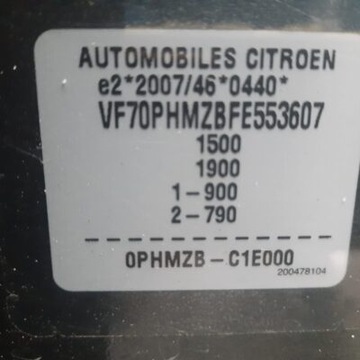 AUTOMOBILES CITROEN
e2*2007/46*0440*
VF70PHMZBFE553607
1500
1900
1-900
2-790
0PHMZB-C1E000
200478104